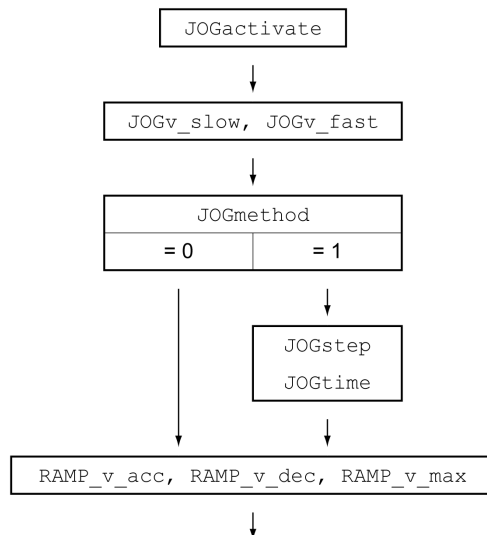 JOGactivate
JOGv_slow, JOGv_fast
JOGmethod
= 0 = 1
JOGstep
JOGtime
RAMP_v_acc, RAMP_v_dec, RAMP_v_max